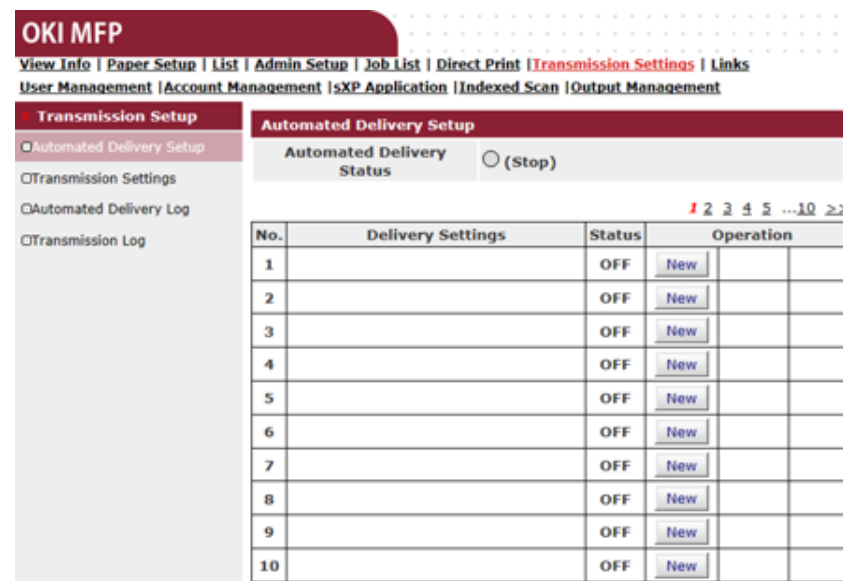 OKI MFP
View Info | Paper Setup | List | Admin Setup | Job List | Direct Print |Transmission Settings | Links
User Management |Account Management |sXP Application |Indexed Scan |Output Management
Transmission Setup
Automated Delivery Setup
Transmission Settings
Automated Delivery Log
Transmission Log
Automated Delivery Setup
Automated Delivery Status
(Stop)
1 2 3 4 5 ...10 >>
No. Delivery Settings Status Operation
1 OFF New
2 OFF New
3 OFF New
4 OFF New
5 OFF New
6 OFF New
7 OFF New
8 OFF New
9 OFF New
10 OFF New